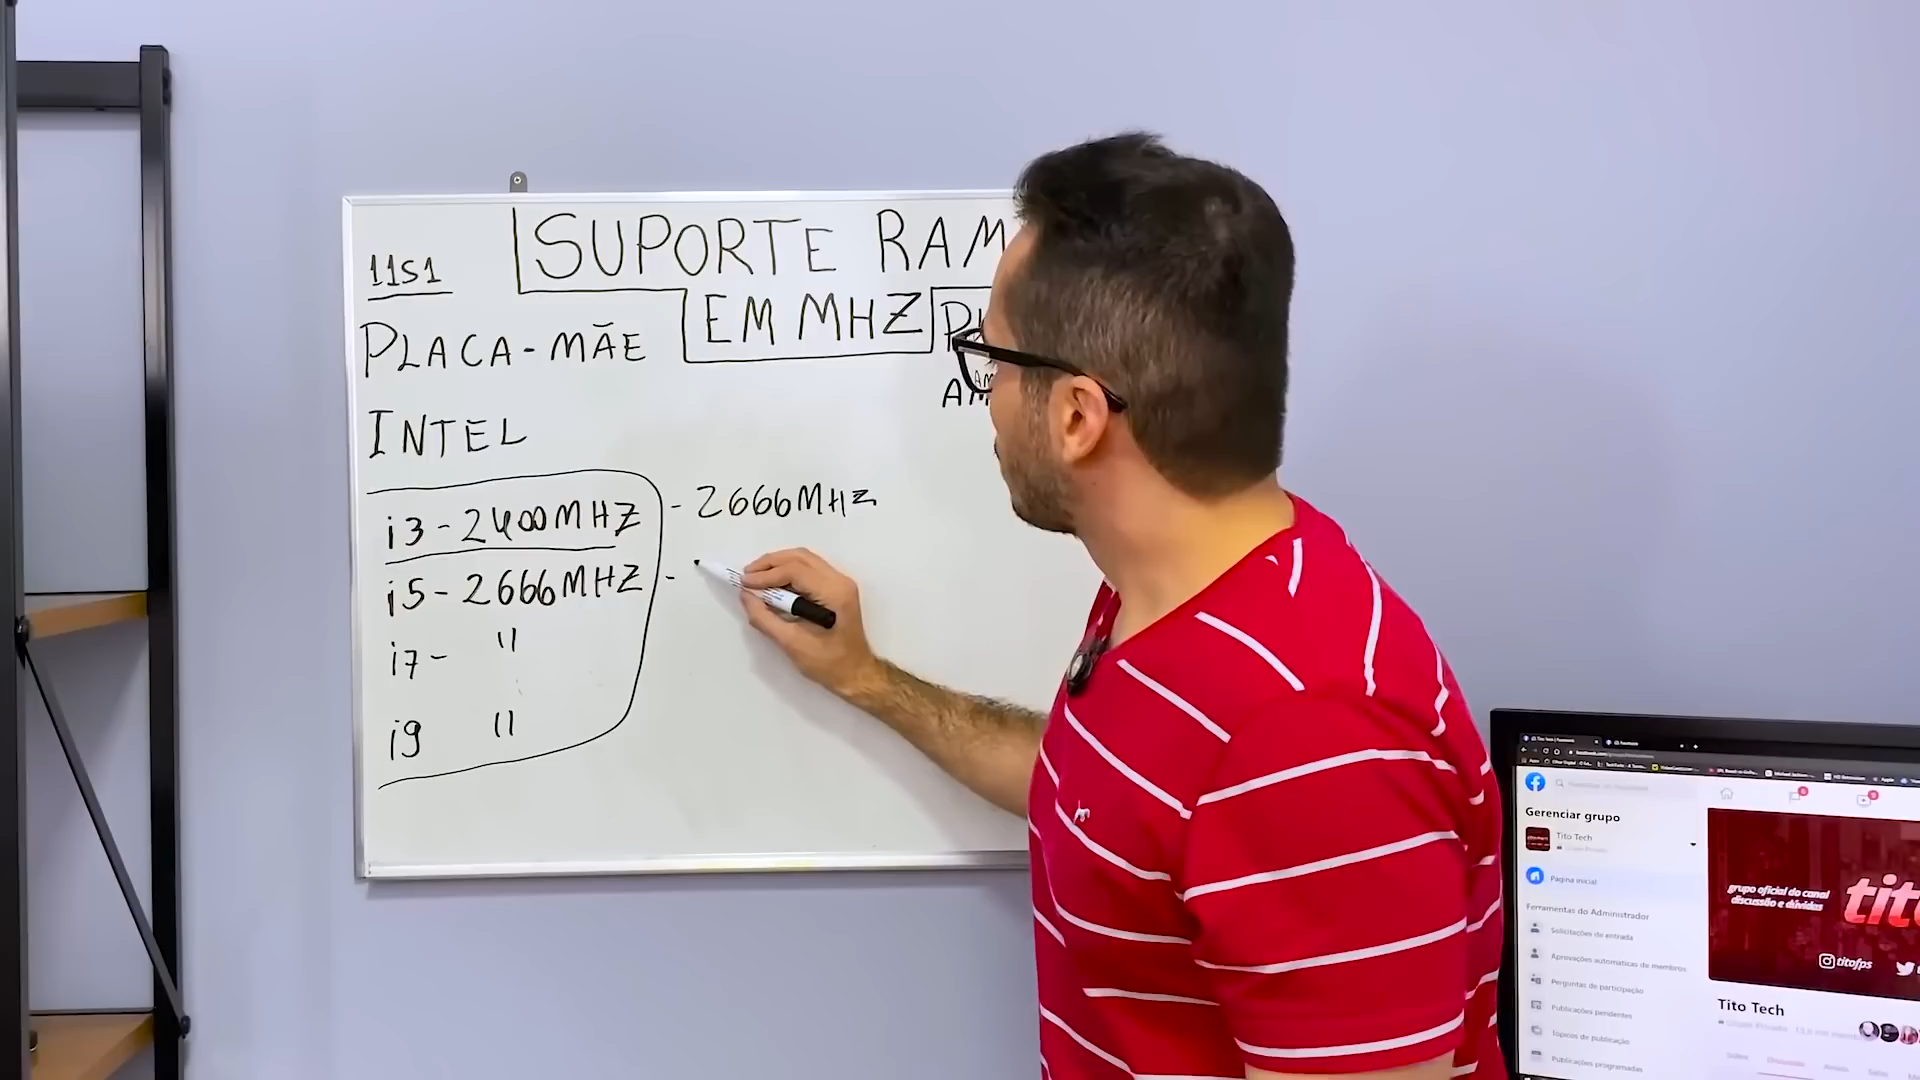 SUPORTE RAM
EM MHZ
1151
PLACA-MÃE
INTEL
i3 - 2400MHZ - 2666MHz
i5 - 2666MHZ -
i7 - "
i9 "
Gerenciar grupo
Tito Tech
Página inicial
Ferramentas do Administrador
Solicitações de entrada
Aprovações automáticas de membros
Perguntas de participação
Publicações pendentes
Tópicos de publicação
Publicações programadas
grupo oficial do canal
discussão e dúvidas
titofps
Tito Tech